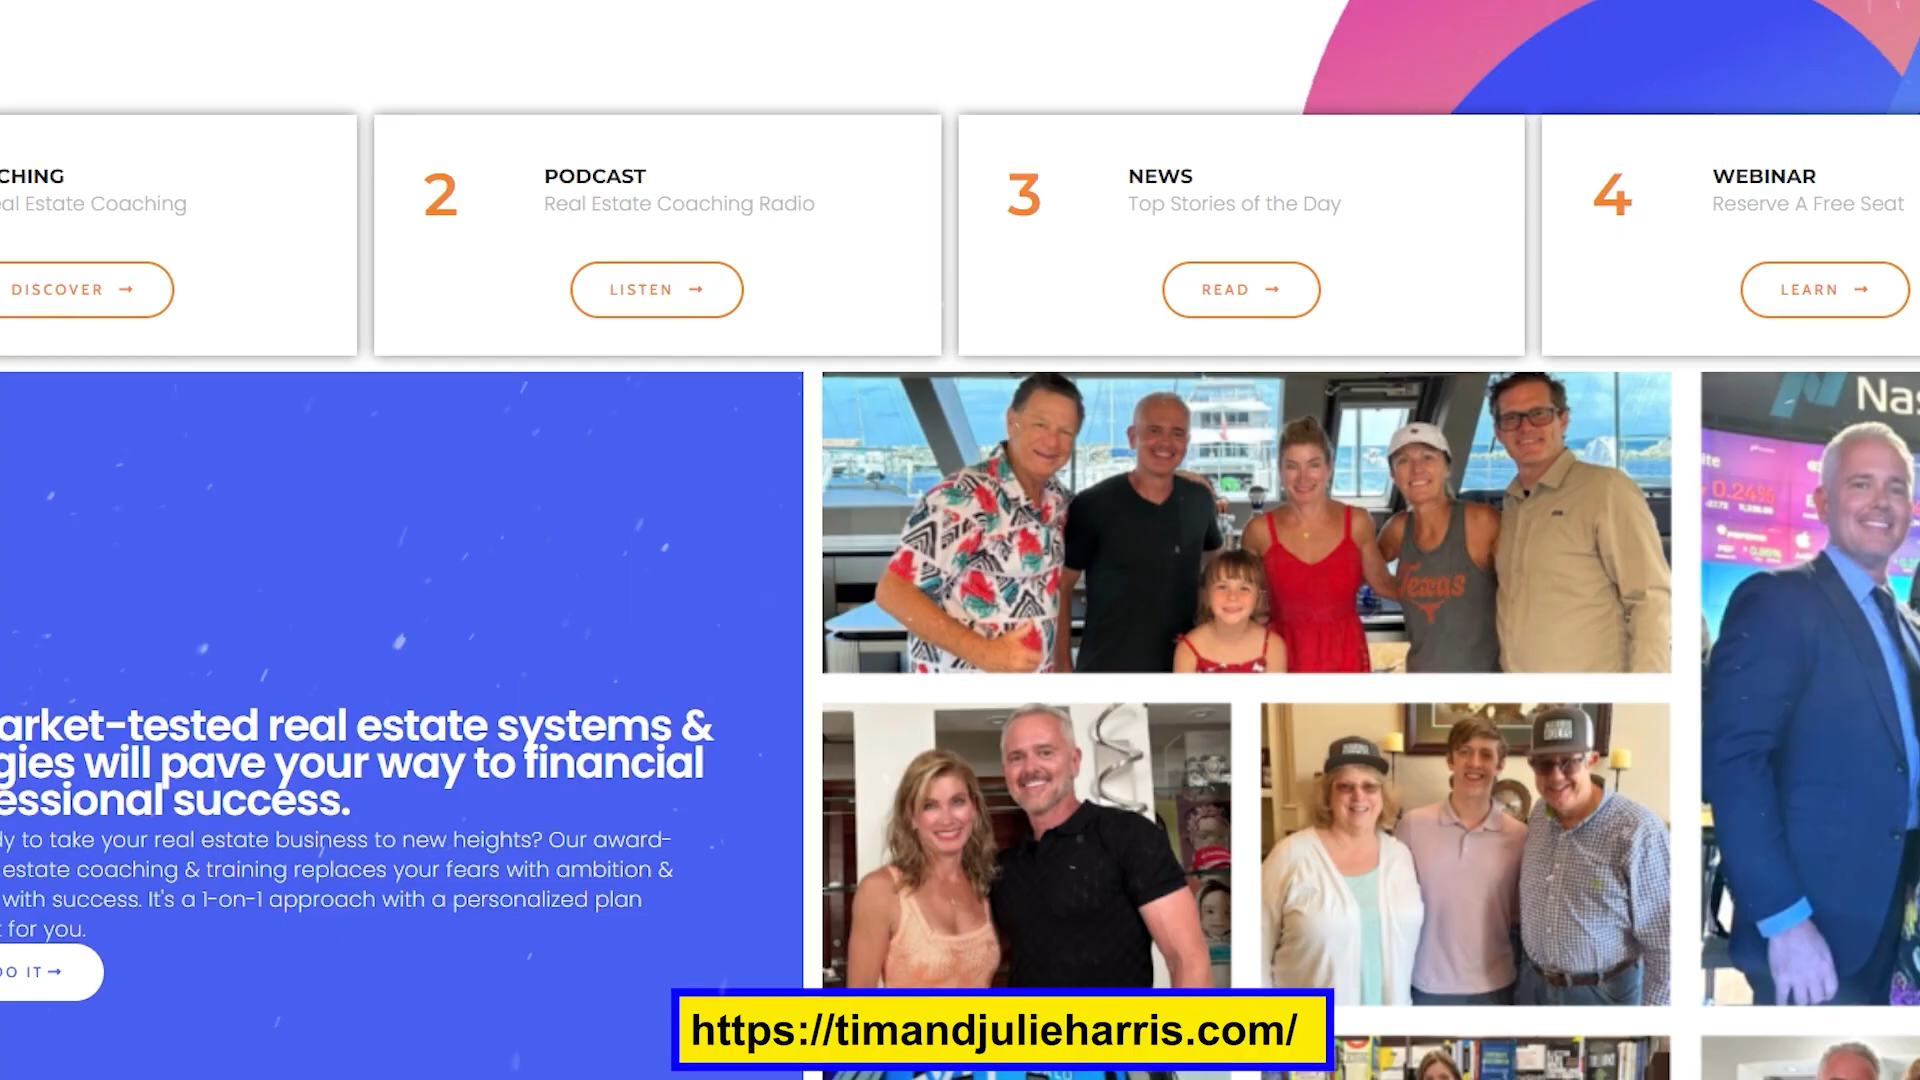 CHING
al Estate Coaching
DISCOVER →
2
PODCAST
Real Estate Coaching Radio
LISTEN →
3
NEWS
Top Stories of the Day
READ →
4
WEBINAR
Reserve A Free Seat
LEARN →
arket-tested real estate systems &
gies will pave your way to financial
essional success.
dy to take your real estate business to new heights? Our award-
estate coaching & training replaces your fears with ambition &
with success. It's a 1-on-1 approach with a personalized plan
for you.
DO IT→
Texas
Nas
0.24%
https://timandjulieharris.com/